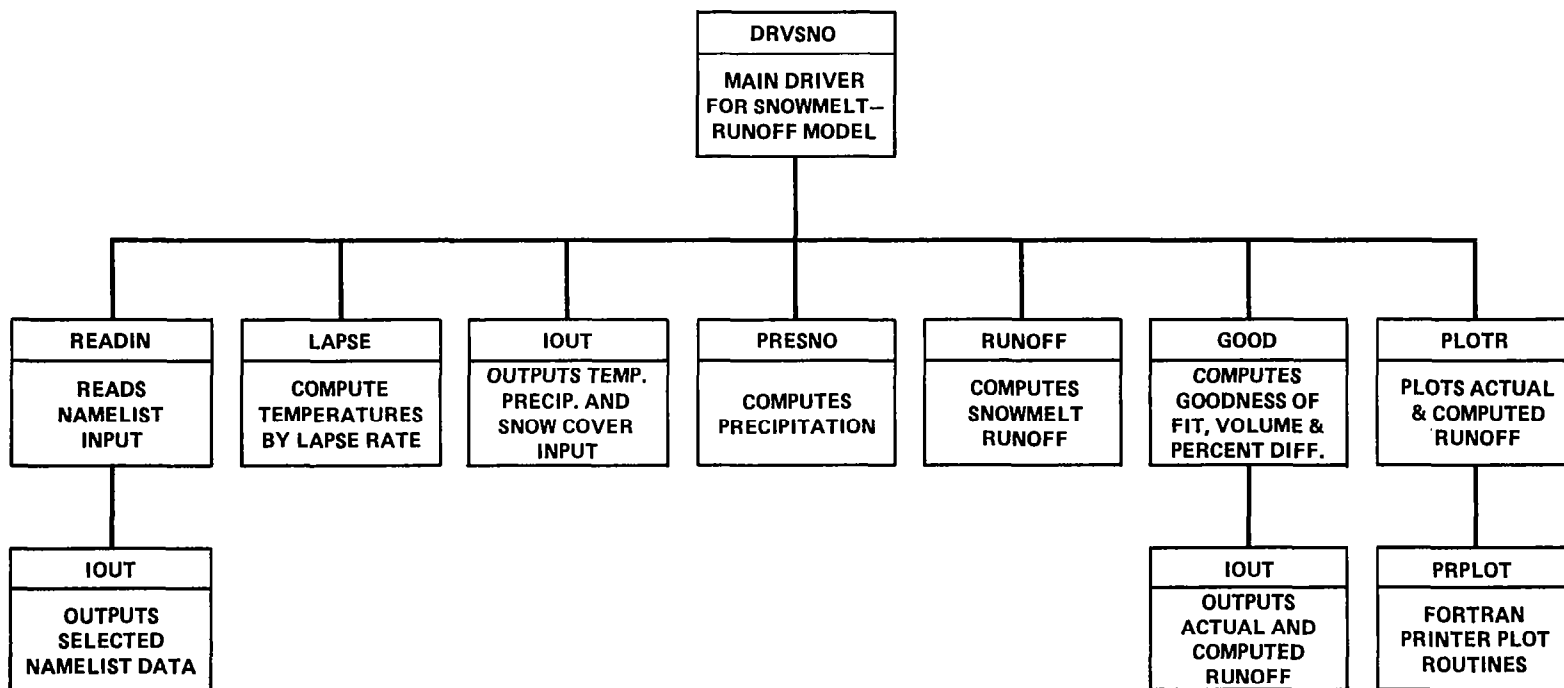 DRVSNO
MAIN DRIVER
FOR SNOWMELT–
RUNOFF MODEL
READIN
READS
NAMELIST
INPUT
LAPSE
COMPUTE
TEMPERATURES
BY LAPSE RATE
IOUT
OUTPUTS TEMP.
PRECIP. AND
SNOW COVER
INPUT
PRESNO
COMPUTES
PRECIPITATION
RUNOFF
COMPUTES
SNOWMELT
RUNOFF
GOOD
COMPUTES
GOODNESS OF
FIT, VOLUME &
PERCENT DIFF.
PLOTR
PLOTS ACTUAL
& COMPUTED
RUNOFF
IOUT
OUTPUTS
SELECTED
NAMELIST DATA
IOUT
OUTPUTS
ACTUAL AND
COMPUTED
RUNOFF
PRPLOT
FORTRAN
PRINTER PLOT
ROUTINES